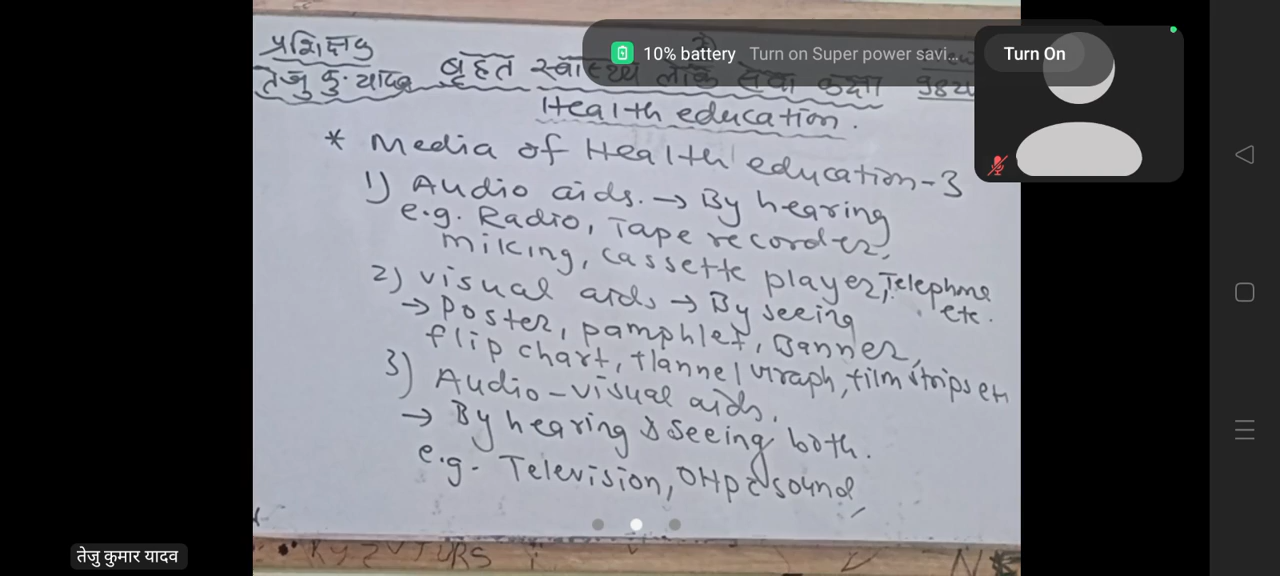 प्रशिक्षक
तेजु कु. यादव
बृहत स्वास्थ्य लोक सेवा कक्षा
Health education.
* Media of Health education-3
1) Audio aids. → By hearing
e.g. Radio, Tape recorder,
miking, cassette player, Telephone etc.
2) visual aids → By seeing
→ Poster, pamphlet, Banner,
flip chart, flannel graph, film strips etc
3) Audio-visual aids.
→ By hearing & seeing both.
e.g. Television, OHP c sound,
10% battery Turn on Super power savi... Turn On
तेजु कुमार यादव